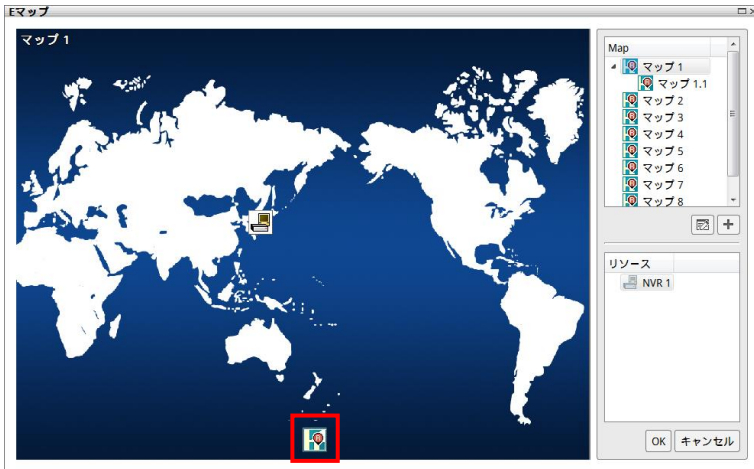 Eマップ
マップ 1
Map
マップ 1
マップ 1.1
マップ 2
マップ 3
マップ 4
マップ 5
マップ 6
マップ 7
マップ 8
リソース
NVR 1
OK
キャンセル